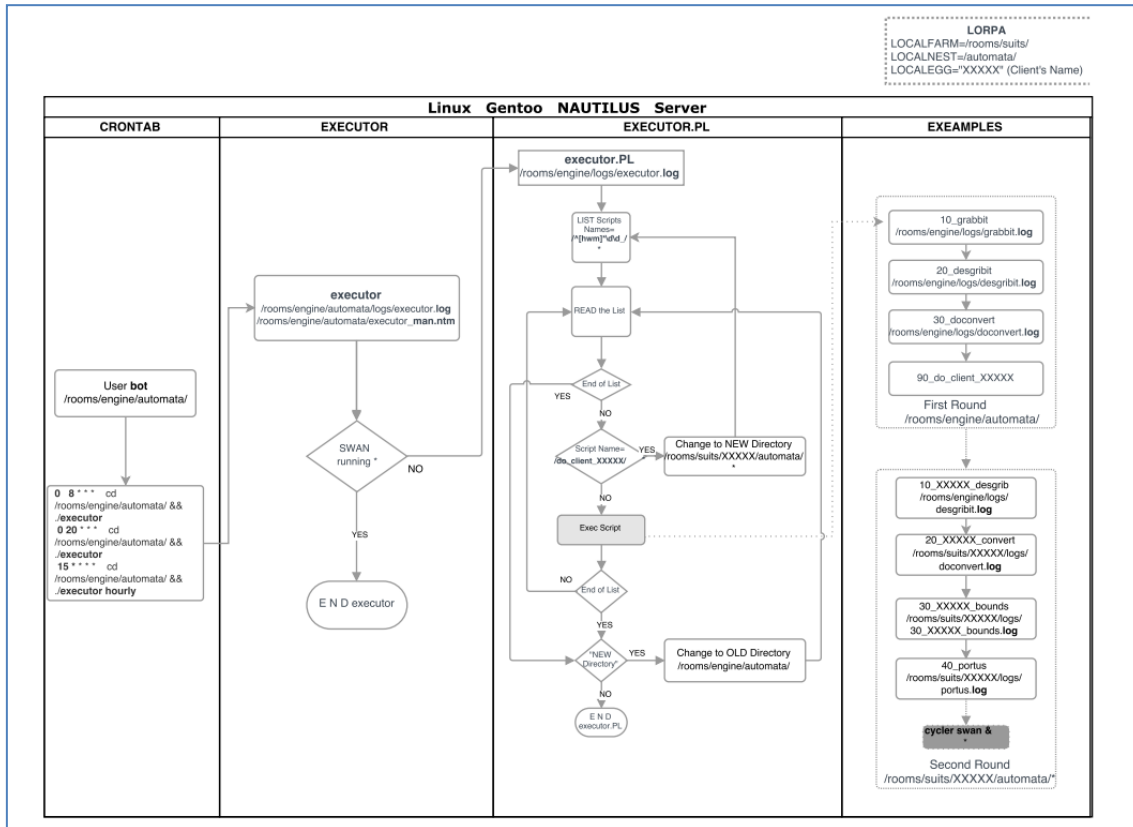 LORPA
LOCALFARM=/rooms/suits/
LOCALNEST=/automata/
LOCALEGG="XXXXX" (Client's Name)
Linux Gentoo NAUTILUS Server
CRONTAB
EXECUTOR
EXECUTOR.PL
EXEAMPLES
User bot
/rooms/engine/automata/
0 8 * * * cd
/rooms/engine/automata/ &&
./executor
0 20 * * * cd
/rooms/engine/automata/ &&
./executor
15 * * * * cd
/rooms/engine/automata/ &&
./executor hourly
executor
/rooms/engine/automata/logs/executor.log
/rooms/engine/automata/executor_man.ntm
SWAN
running *
NO
YES
E N D executor
executor.PL
/rooms/engine/logs/executor.log
LIST Scripts
Names=
/^[hwm]*\d\d_/
*
READ the List
End of List
YES
NO
Script Name=
/do_client_XXXXX/
*
YES
NO
Change to NEW Directory
/rooms/suits/XXXXX/automata/
*
Exec Script
NO
End of List
YES
"NEW
Directory"
YES
NO
Change to OLD Directory
/rooms/engine/automata/
E N D
executor.PL
10_grabbit
/rooms/engine/logs/grabbit.log
20_desgribit
/rooms/engine/logs/desgribit.log
30_doconvert
/rooms/engine/logs/doconvert.log
90_do_client_XXXXX
First Round
/rooms/engine/automata/
10_XXXXX_desgrib
/rooms/engine/logs/
desgribit.log
20_XXXXX_convert
/rooms/suits/XXXXX/logs/
doconvert.log
30_XXXXX_bounds
/rooms/suits/XXXXX/logs/
30_XXXXX_bounds.log
40_portus
/rooms/suits/XXXXX/logs/
portus.log
cycler swan &
*
Second Round
/rooms/suits/XXXXX/automata/*